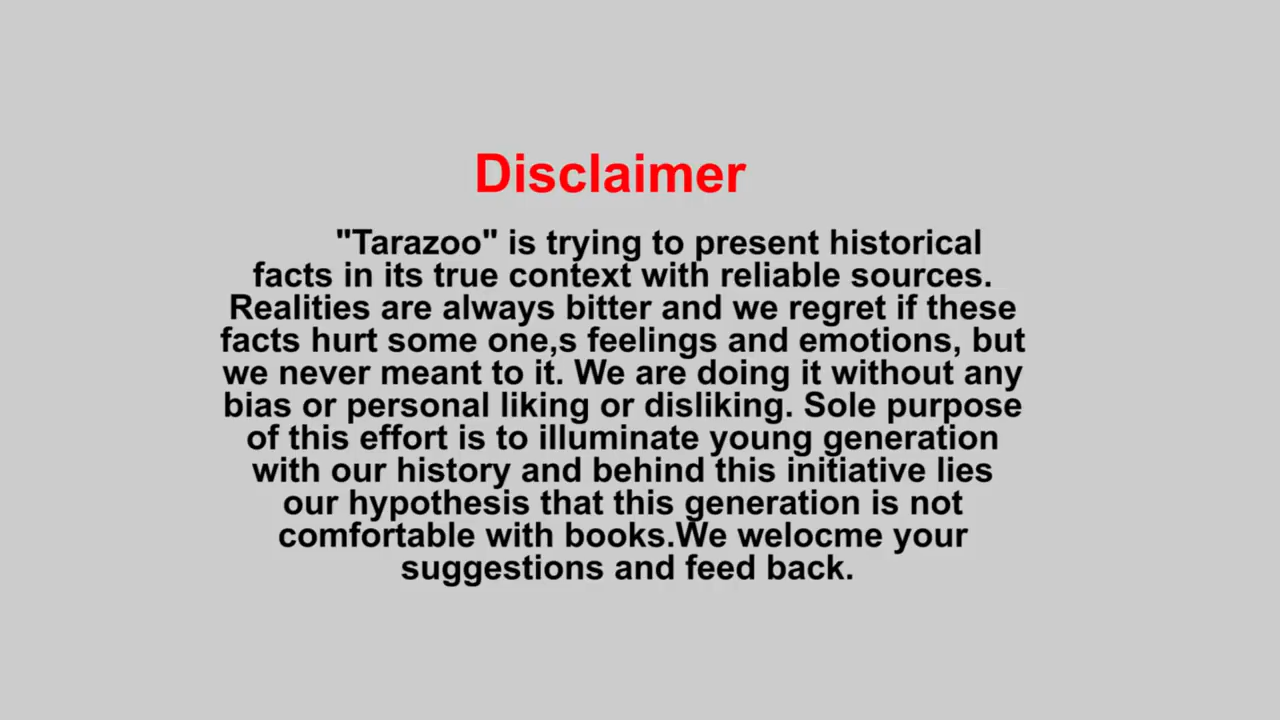 Disclaimer
"Tarazoo" is trying to present historical
facts in its true context with reliable sources.
Realities are always bitter and we regret if these
facts hurt some one,s feelings and emotions, but
we never meant to it. We are doing it without any
bias or personal liking or disliking. Sole purpose
of this effort is to illuminate young generation
with our history and behind this initiative lies
our hypothesis that this generation is not
comfortable with books.We welocme your
suggestions and feed back.